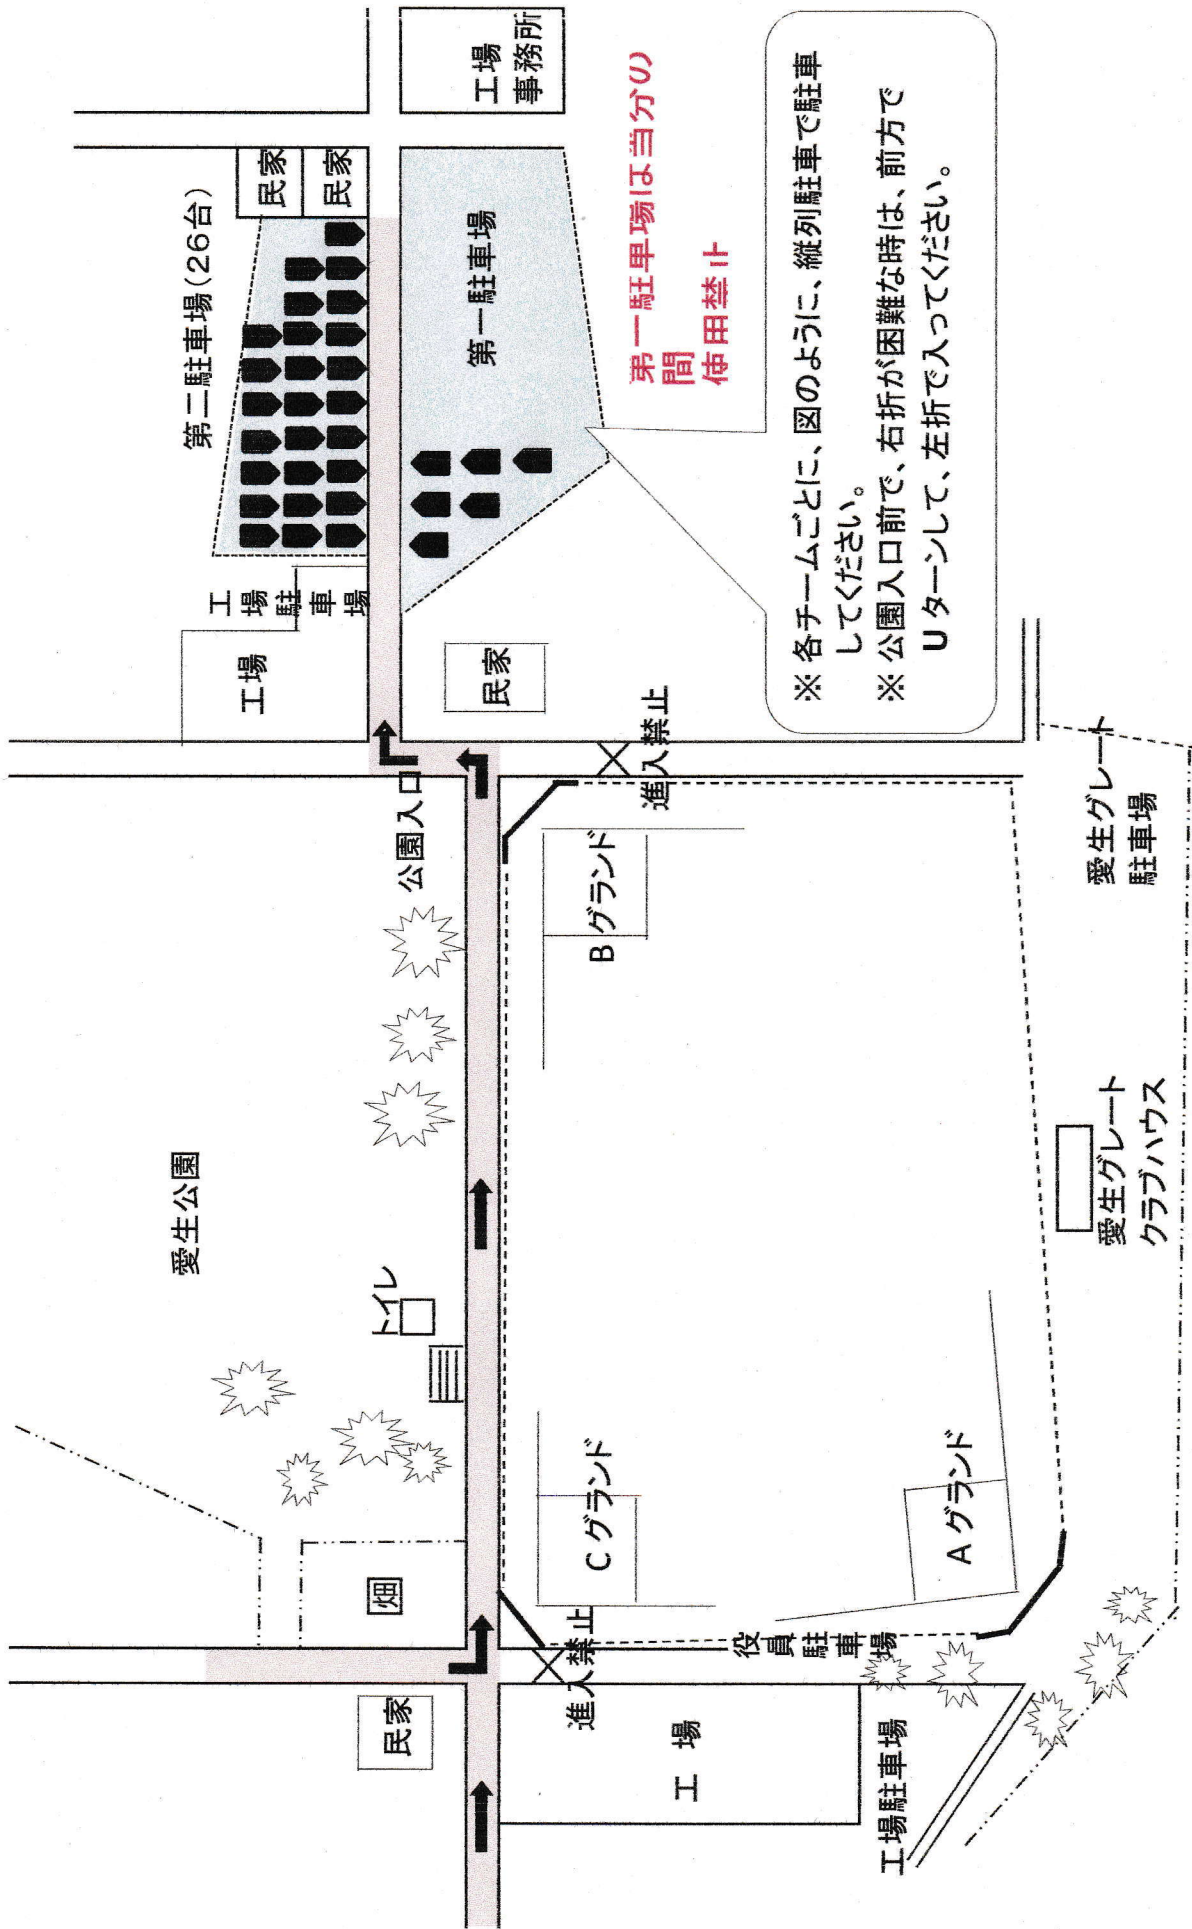 愛生公園
トイレ
公園入口
畑
民家
進入禁止
工場
工場駐車場
役員駐車場
Cグランド
Aグランド
Bグランド
進入禁止
愛生グレート
クラブハウス
愛生グレート
駐車場
工場
工場駐車場
民家
第二駐車場(26台)
民家
民家
第一駐車場
工場
事務所
第一駐車場は当分の
間
使用禁止
※ 各チームごとに、図のように、縦列駐車で駐車
してください。
※ 公園入口前で、右折が困難な時は、前方で
U ターンして、左折で入ってください。